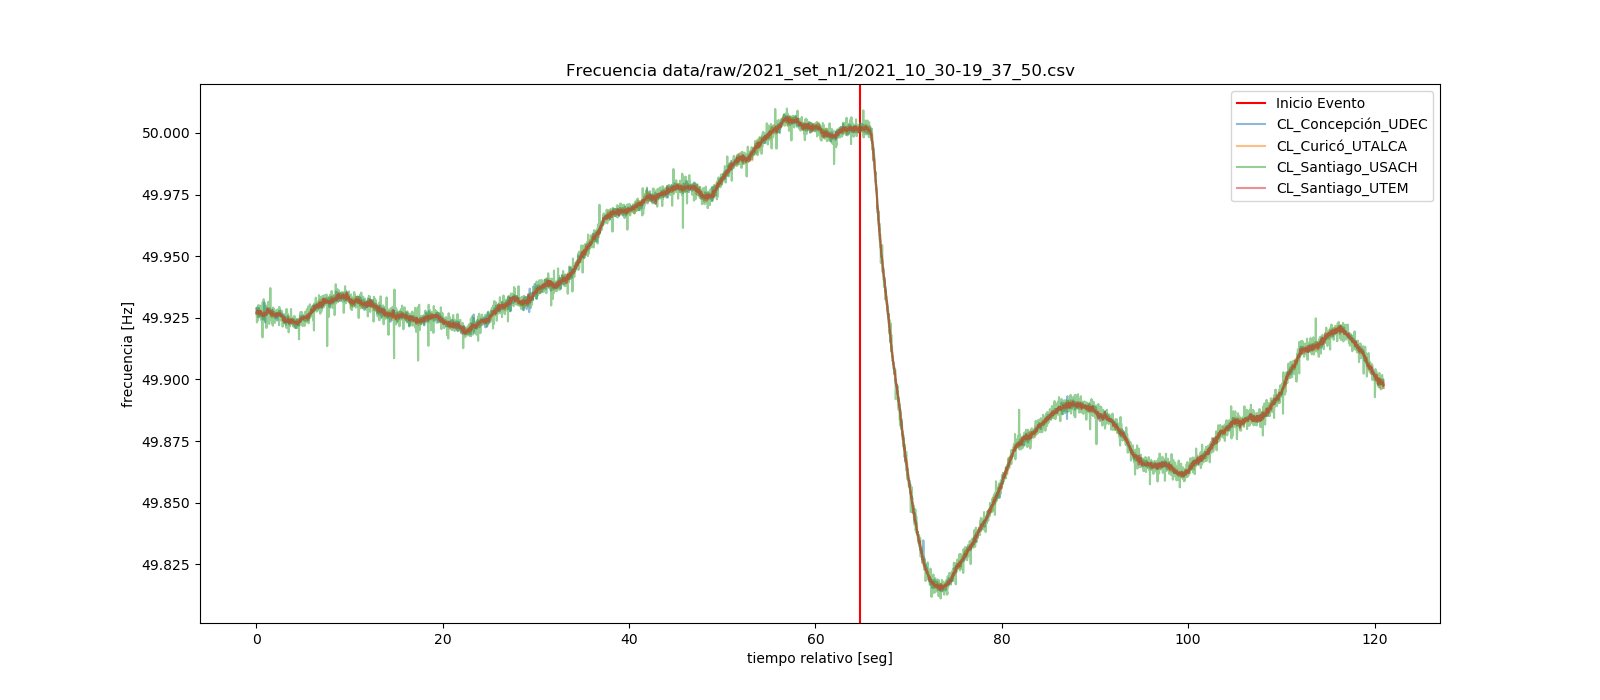 Frecuencia data/raw/2021_set_n1/2021_10_30-19_37_50.csv
Inicio Evento
CL_Concepción_UDEC
CL_Curicó_UTALCA
CL_Santiago_USACH
CL_Santiago_UTEM
frecuencia [Hz]
50.000
49.975
49.950
49.925
49.900
49.875
49.850
49.825
0 20 40 60 80 100 120
tiempo relativo [seg]